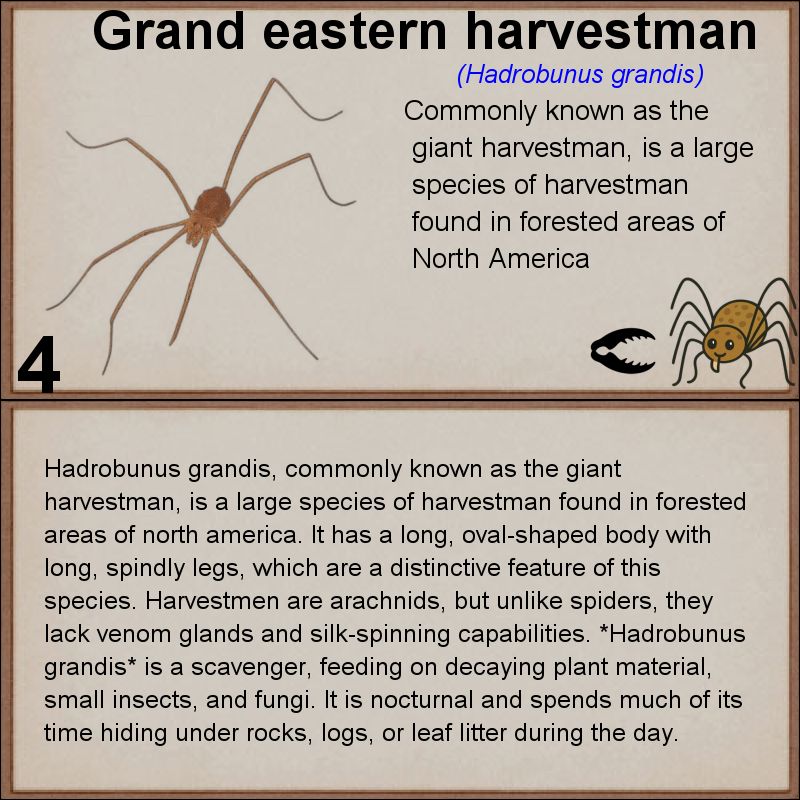 Grand eastern harvestman
(Hadrobunus grandis)
Commonly known as the
giant harvestman, is a large
species of harvestman
found in forested areas of
North America
4
Hadrobunus grandis, commonly known as the giant
harvestman, is a large species of harvestman found in forested
areas of north america. It has a long, oval-shaped body with
long, spindly legs, which are a distinctive feature of this
species. Harvestmen are arachnids, but unlike spiders, they
lack venom glands and silk-spinning capabilities. *Hadrobunus
grandis* is a scavenger, feeding on decaying plant material,
small insects, and fungi. It is nocturnal and spends much of its
time hiding under rocks, logs, or leaf litter during the day.